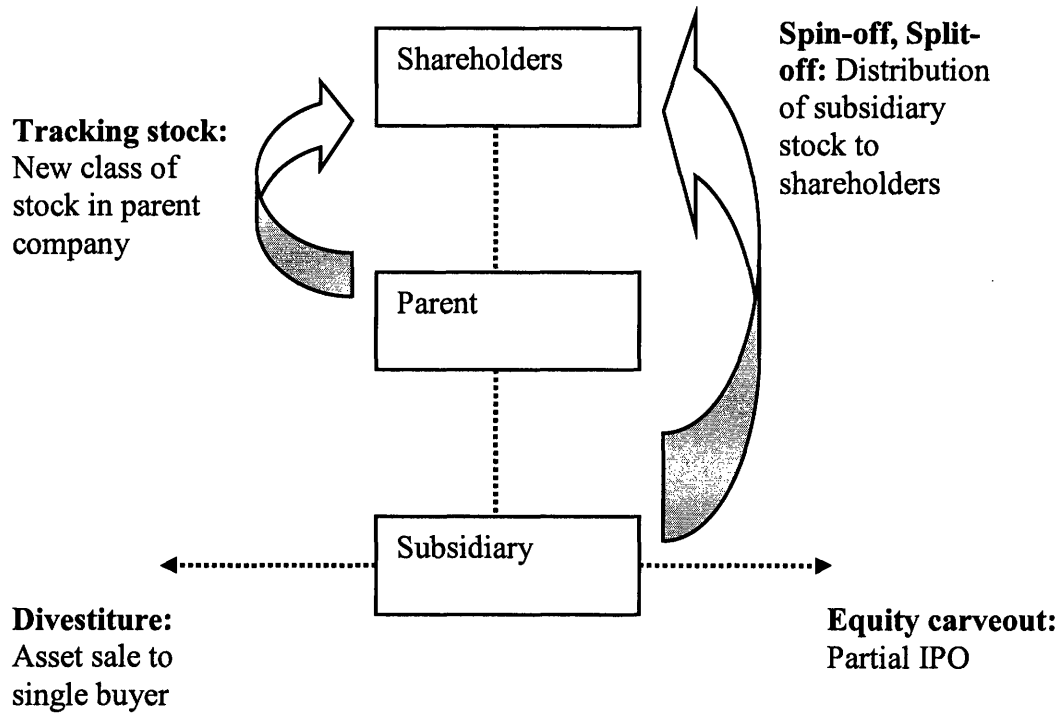 Shareholders
Spin-off, Split-
off: Distribution
of subsidiary
stock to
shareholders
Tracking stock:
New class of
stock in parent
company
Parent
Subsidiary
Divestiture:
Asset sale to
single buyer
Equity carveout:
Partial IPO